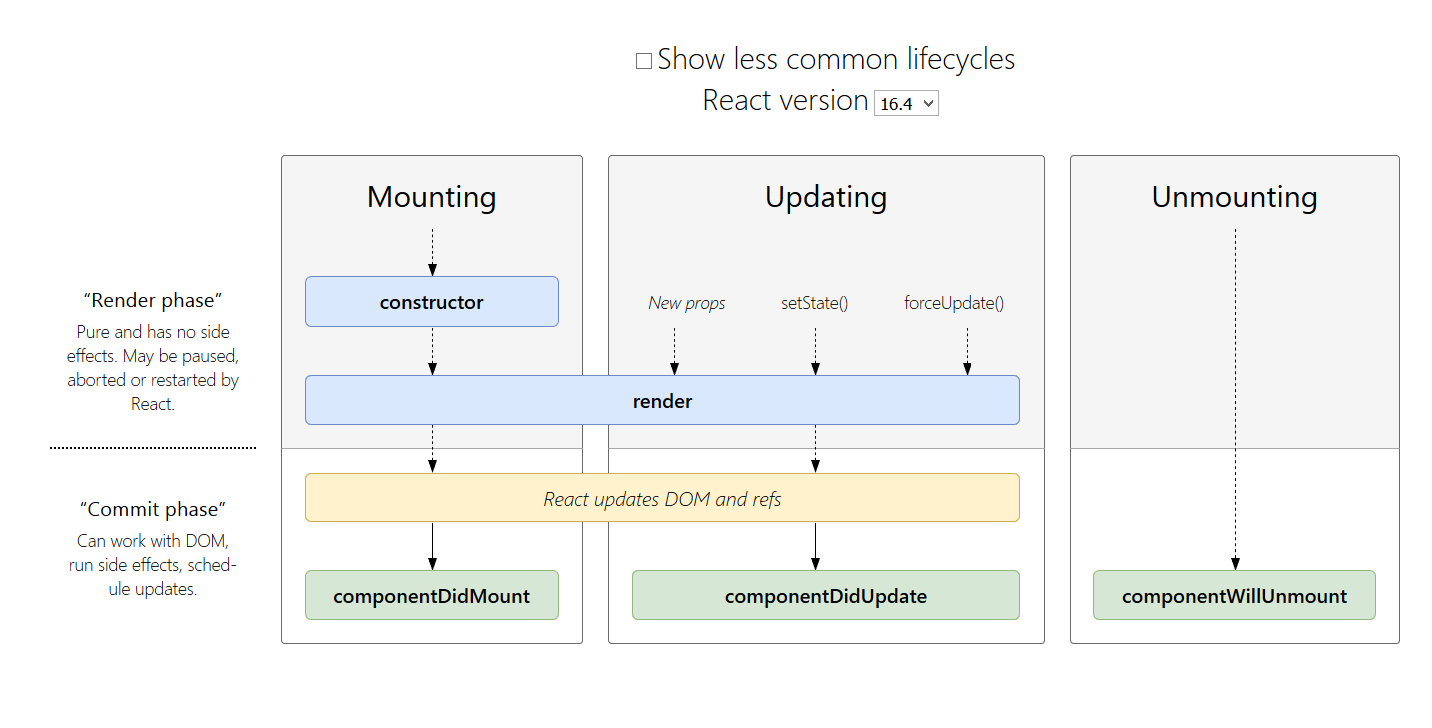 Show less common lifecycles
React version 16.4
Mounting
Updating
Unmounting
“Render phase”
Pure and has no side
effects. May be paused,
aborted or restarted by
React.
constructor
New props
setState()
forceUpdate()
render
“Commit phase”
Can work with DOM,
run side effects, sched-
ule updates.
React updates DOM and refs
componentDidMount
componentDidUpdate
componentWillUnmount